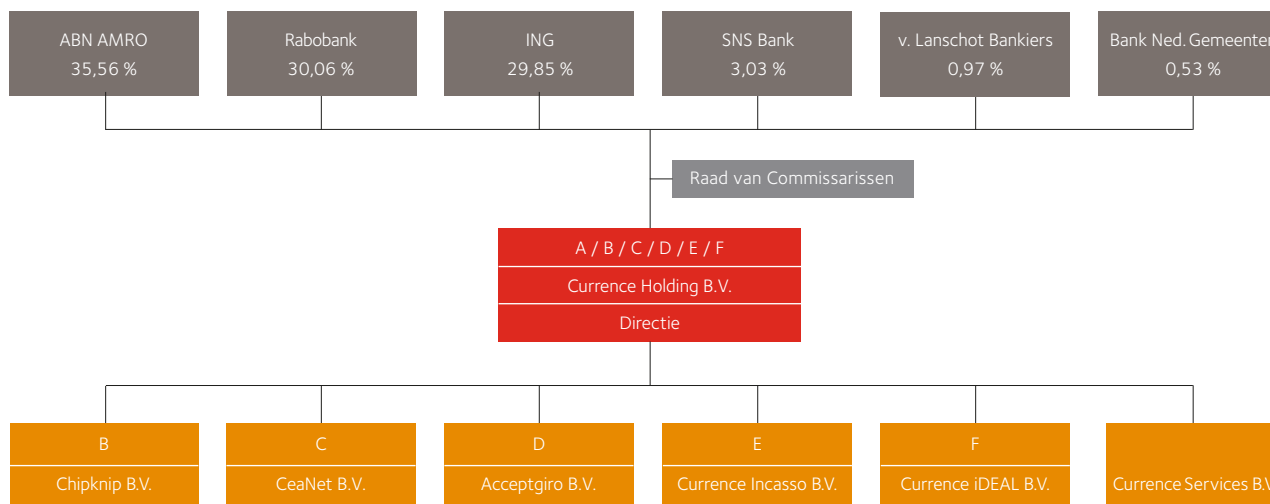 ABN AMRO
35,56 %
Rabobank
30,06 %
ING
29,85 %
SNS Bank
3,03 %
v. Lanschot Bankiers
0,97 %
Bank Ned. Gemeenten
0,53 %
Raad van Commissarissen
A / B / C / D / E / F
Currence Holding B.V.
Directie
B
Chipknip B.V.
C
CeaNet B.V.
D
Acceptgiro B.V.
E
Currence Incasso B.V.
F
Currence iDEAL B.V.
Currence Services B.V